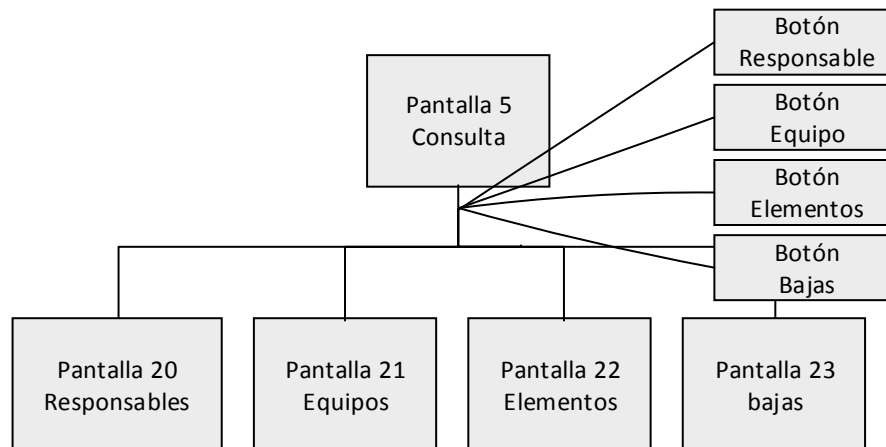 Botón
Responsable
Pantalla 5
Consulta
Botón
Equipo
Botón
Elementos
Botón
Bajas
Pantalla 20
Responsables
Pantalla 21
Equipos
Pantalla 22
Elementos
Pantalla 23
bajas